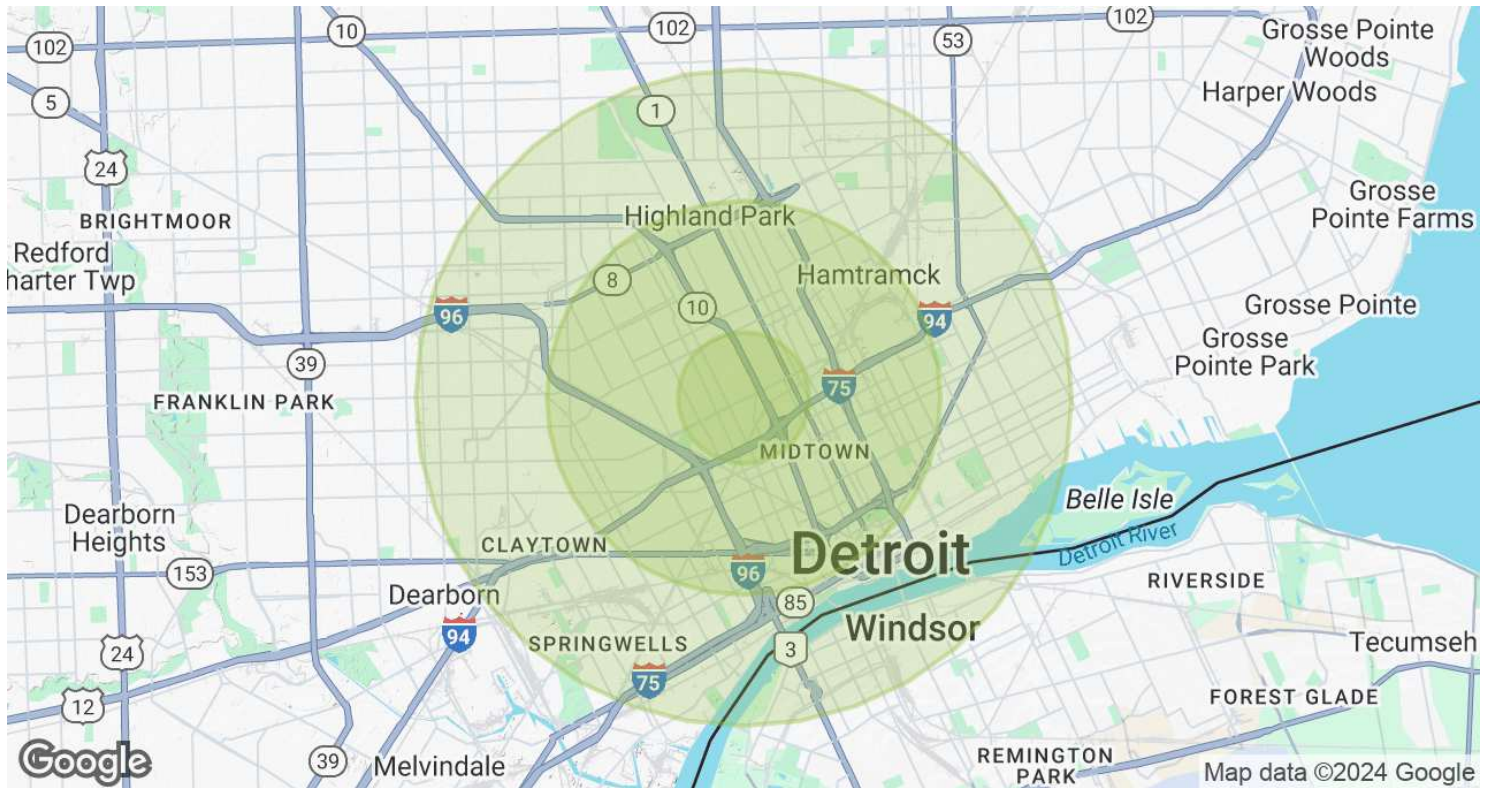 102
10
102
53
102
Grosse Pointe
Woods
5
1
Harper Woods
24
Grosse
Pointe Farms
BRIGHTMOOR
Highland Park
Redford
harter Twp
8
Hamtramck
96
10
94
Grosse Pointe
Grosse
Pointe Park
39
75
FRANKLIN PARK
MIDTOWN
Belle Isle
Dearborn
Heights
CLAYTOWN
Detroit
Detroit River
153
96
RIVERSIDE
Dearborn
85
94
SPRINGWELLS
Windsor
3
Tecumseh
24
75
12
FOREST GLADE
39
Melvindale
REMINGTON
PARK
Google
Map data ©2024 Google